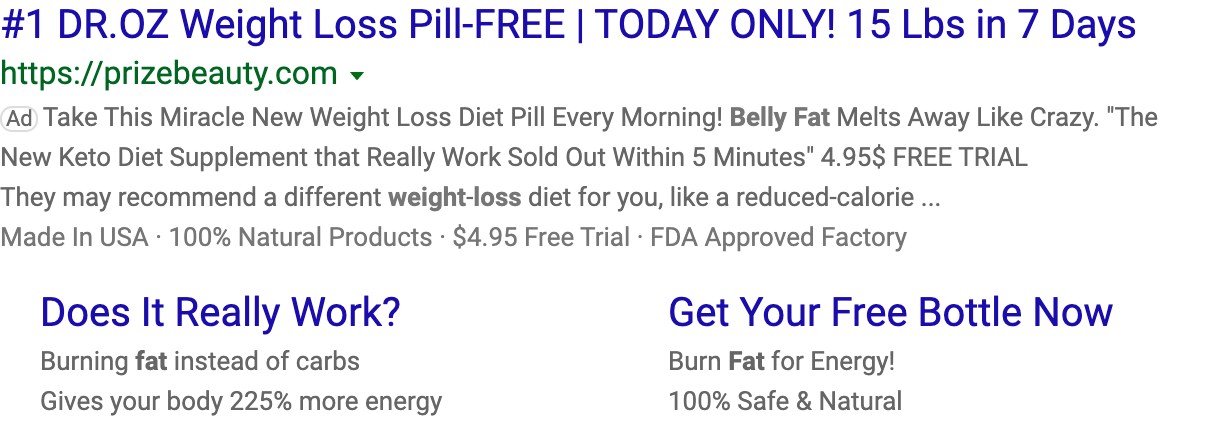 #1 DR.OZ Weight Loss Pill-FREE | TODAY ONLY! 15 Lbs in 7 Days
https://prizebeauty.com
Ad Take This Miracle New Weight Loss Diet Pill Every Morning! Belly Fat Melts Away Like Crazy. "The
New Keto Diet Supplement that Really Work Sold Out Within 5 Minutes" 4.95$ FREE TRIAL
They may recommend a different weight-loss diet for you, like a reduced-calorie ...
Made In USA · 100% Natural Products · $4.95 Free Trial · FDA Approved Factory
Does It Really Work?
Burning fat instead of carbs
Gives your body 225% more energy
Get Your Free Bottle Now
Burn Fat for Energy!
100% Safe & Natural